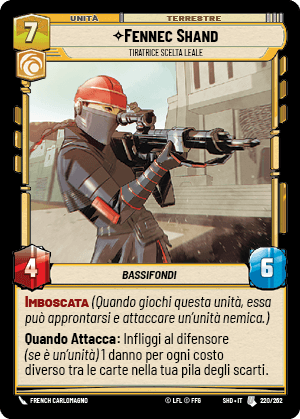 UNITÀ
TERRESTRE
7
FENNEC SHAND
TIRATRICE SCELTA LEALE
4
6
BASSIFONDI
IMBOSCATA (Quando giochi questa unità, essa
può approntarsi e attaccare un'unità nemica.)
Quando Attacca: Infliggi al difensore
(se è un'unità) 1 danno per ogni costo
diverso tra le carte nella tua pila degli scarti.
FRENCH CARLOMAGNO
© LFL © FFG
SHD • IT
220/262